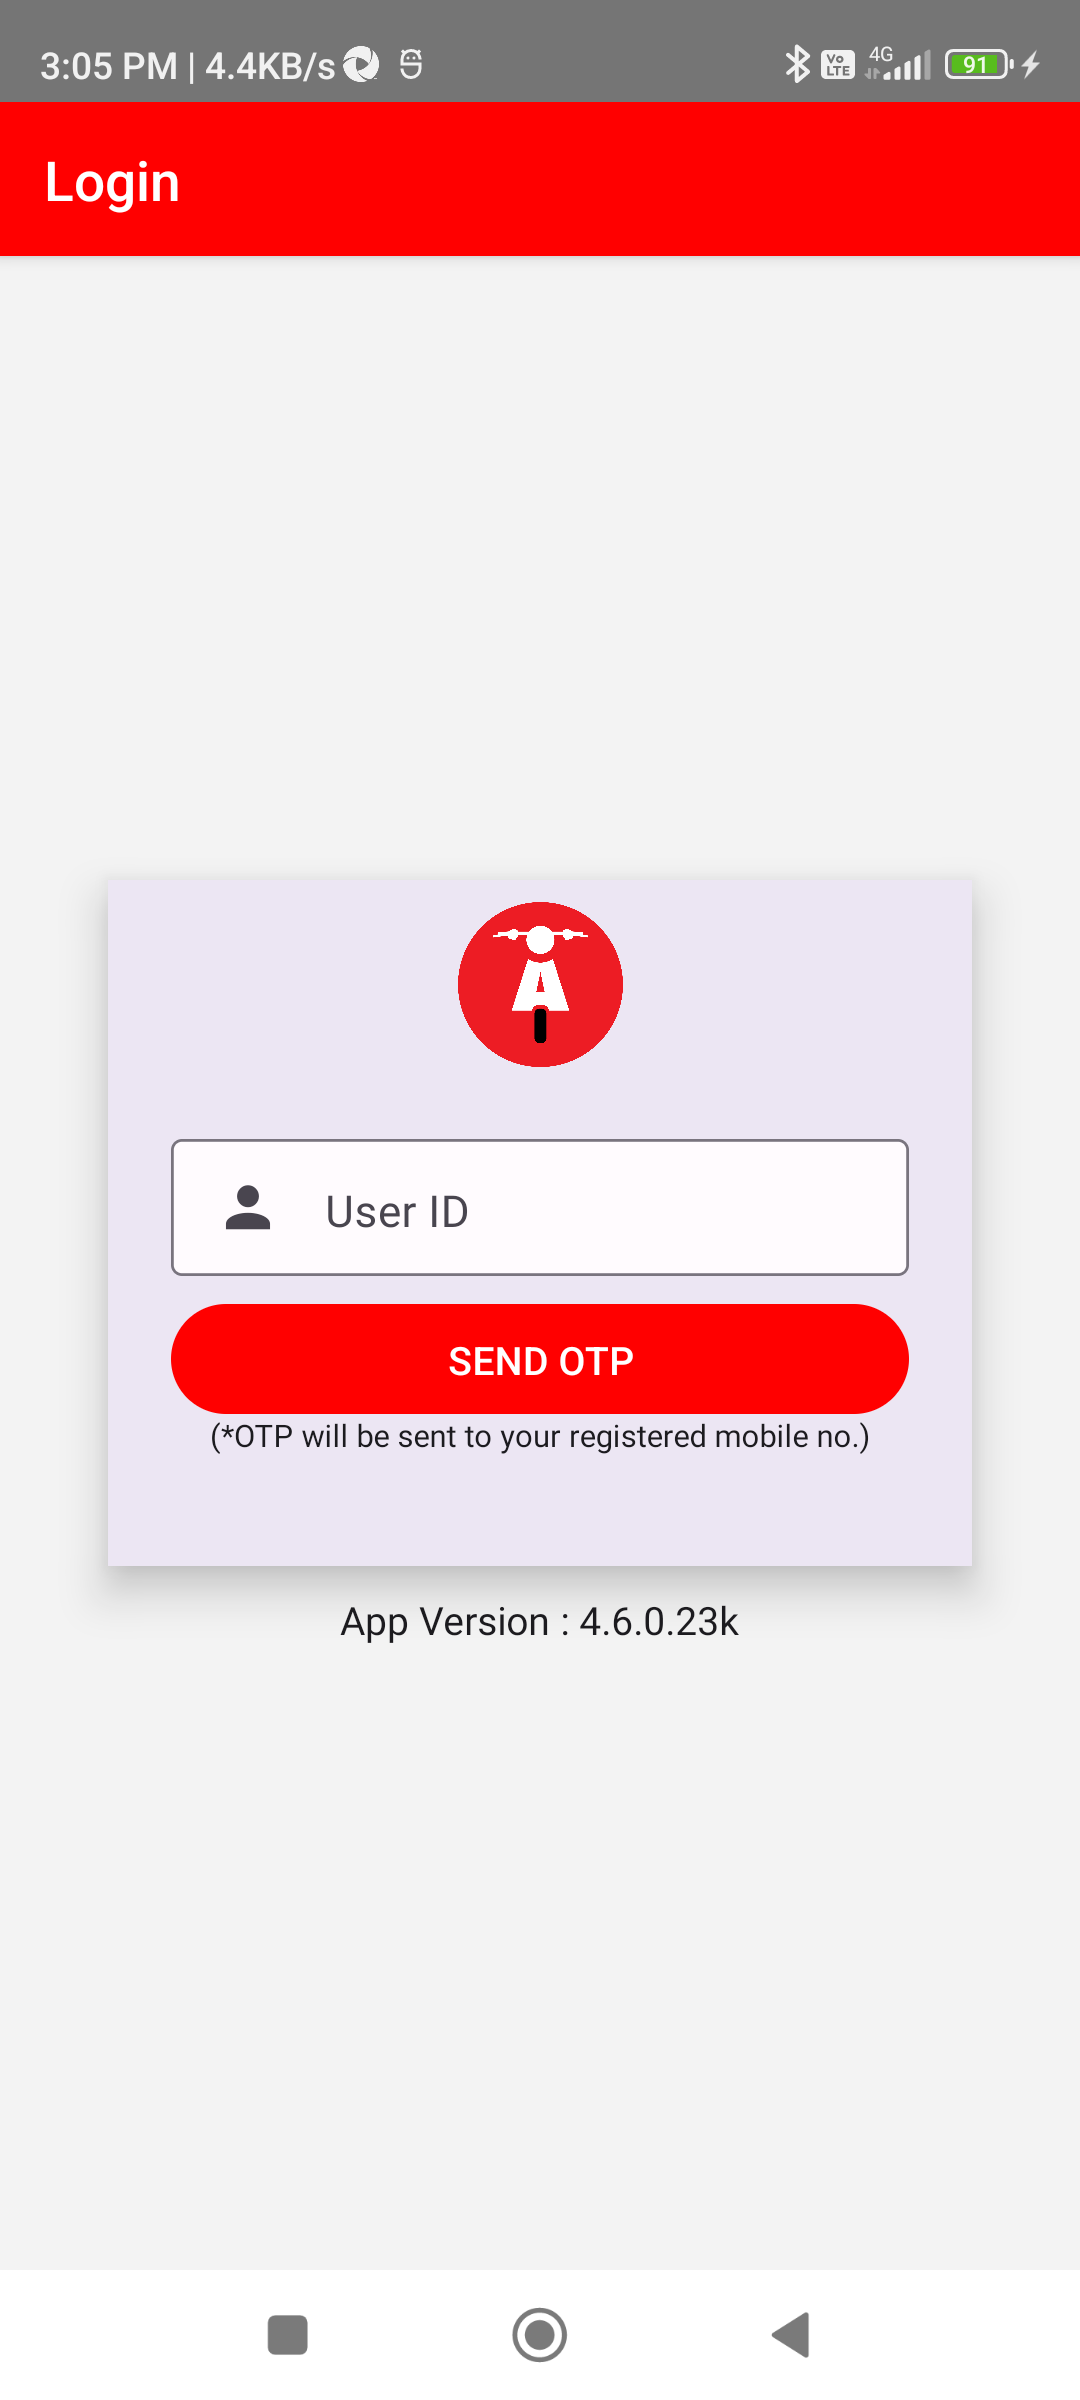 3:05 PM | 4.4KB/s Vo LTE 4G 91
Login
A
User ID
SEND OTP
(*OTP will be sent to your registered mobile no.)
App Version : 4.6.0.23k